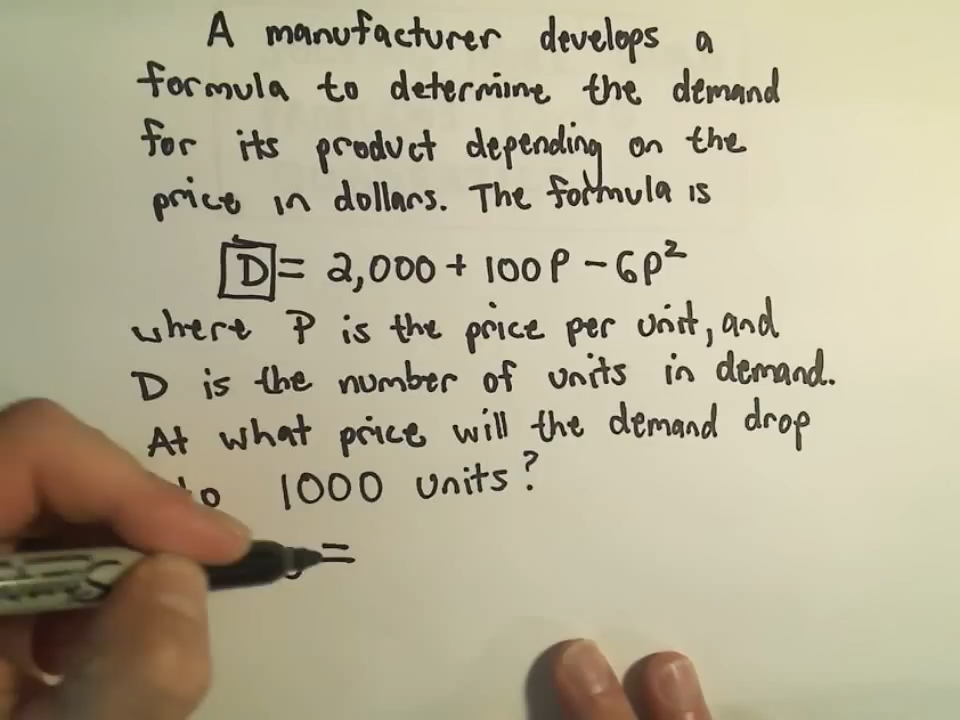 A manufacturer develops a
formula to determine the demand
for its product depending on the
price in dollars. The formula is
D = 2,000 + 100P - 6P²
where P is the price per unit, and
D is the number of units in demand.
At what price will the demand drop
to 1000 units?
=